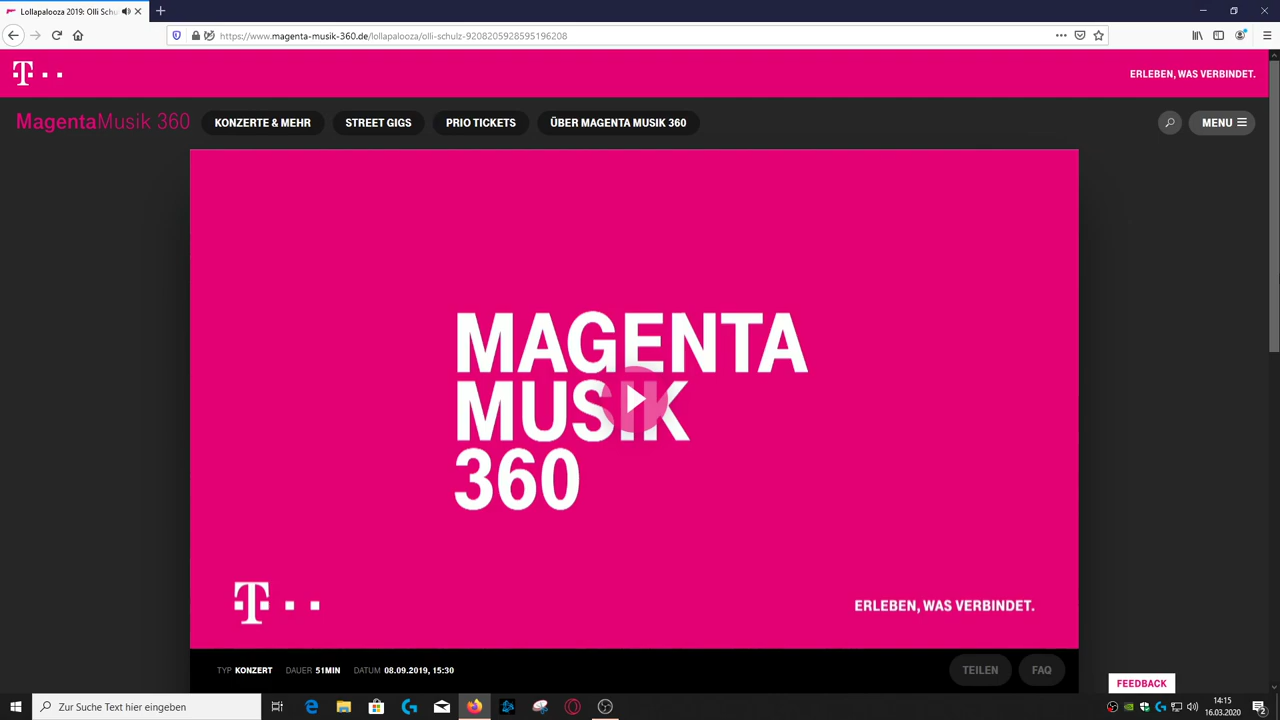 Lollapalooza 2019: Olli Schu
https://www.magenta-musik-360.de/lollapalooza/olli-schulz-9208205928595196208
T
ERLEBEN, WAS VERBINDET.
MagentaMusik 360
KONZERTE & MEHR
STREET GIGS
PRIO TICKETS
ÜBER MAGENTA MUSIK 360
MENU
MAGENTA
MUSIK
360
T
ERLEBEN, WAS VERBINDET.
TYP KONZERT DAUER 51MIN DATUM 08.09.2019, 15:30
TEILEN
FAQ
FEEDBACK
Zur Suche Text hier eingeben
14:15
16.03.2020
2